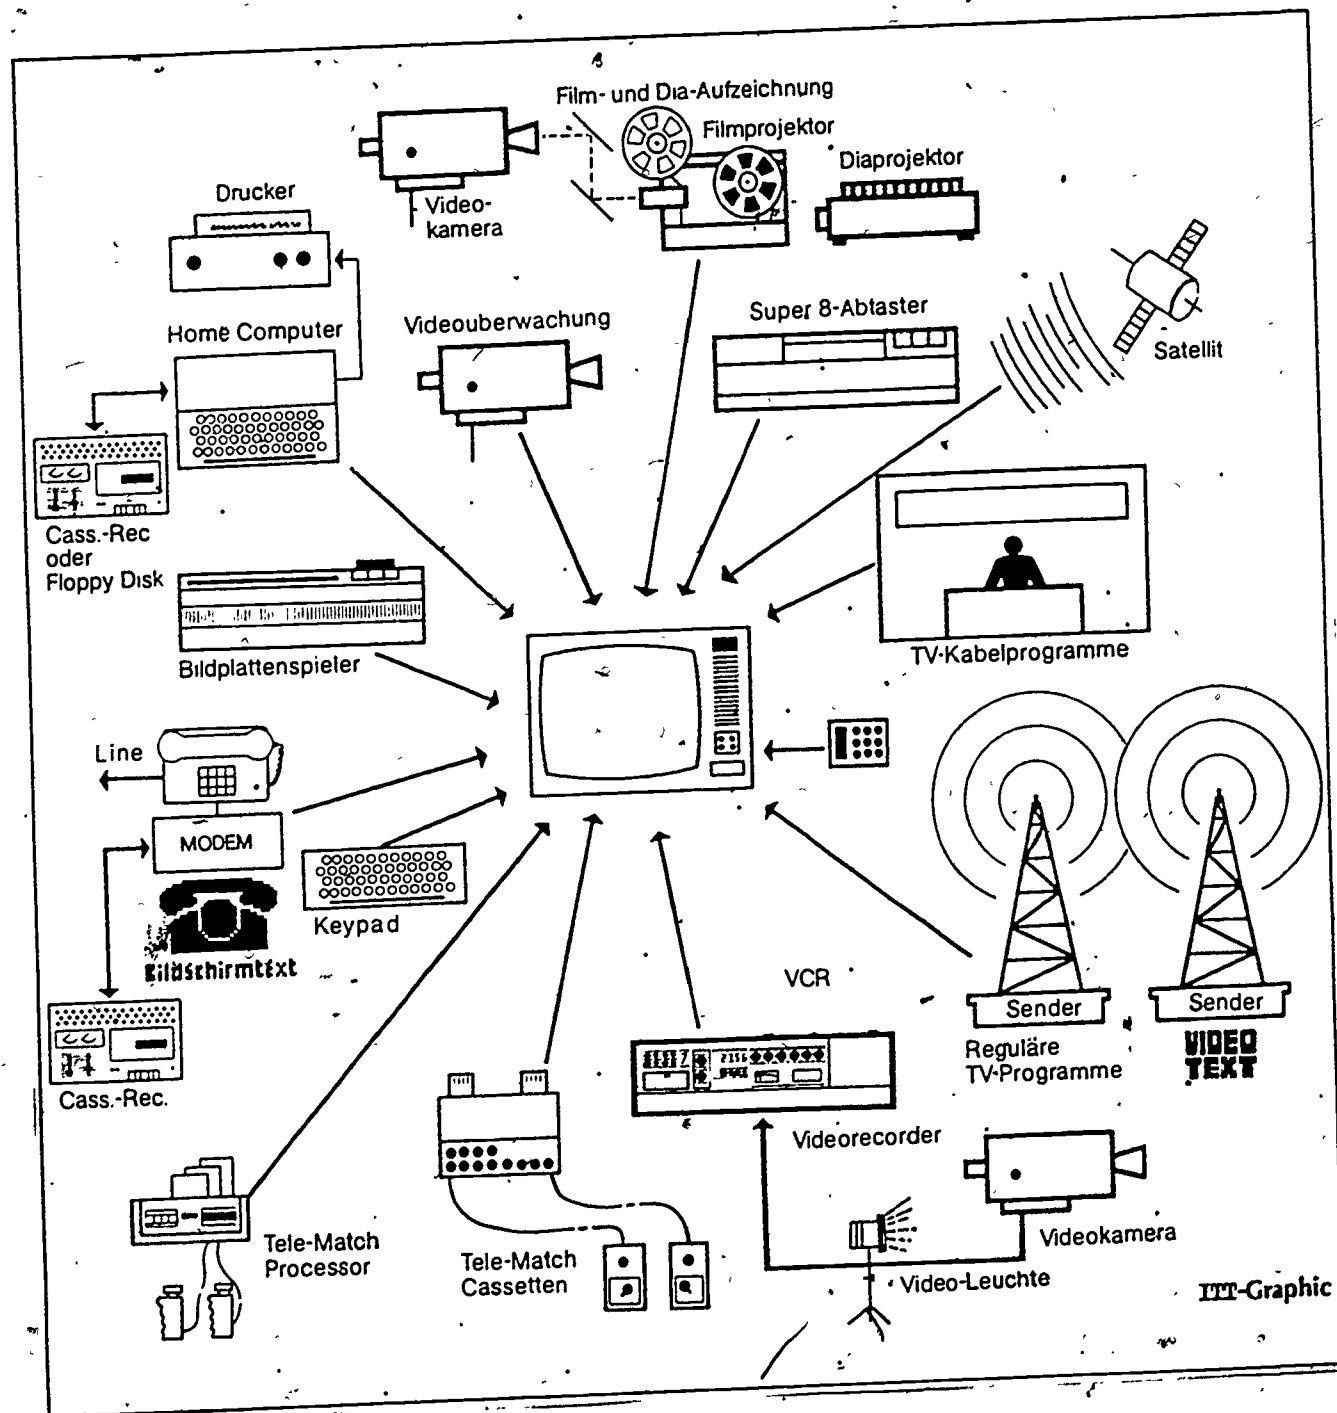 Film- und Dia-Aufzeichnung
Filmprojektor
Diaprojektor
Drucker
Video-
kamera
Super 8-Abtaster
Satellit
Home Computer
Videouberwachung
Cass.-Rec
oder
Floppy Disk
Bildplattenspieler
TV-Kabelprogramme
Line
MODEM
Keypad
Bildschirmtext
VCR
Sender
Sender
Reguläre
TV-Programme
VIDEO
TEXT
Cass.-Rec.
Videorecorder
Videokamera
Tele-Match
Processor
Tele-Match
Cassetten
Video-Leuchte
ITT-Graphic